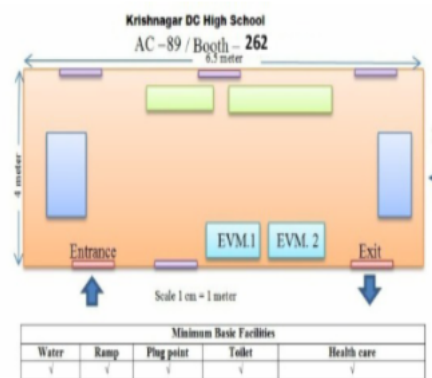 Krishnagar DC High School
AC -89 / Booth – 262
6.5 meter
4 meter
EVM.1 EVM. 2
Entrance Exit
Scale 1 cm = 1 meter
Minimum Basic Facilities
Water Ramp Plug point Toilet Health care
√ √ √ √ √